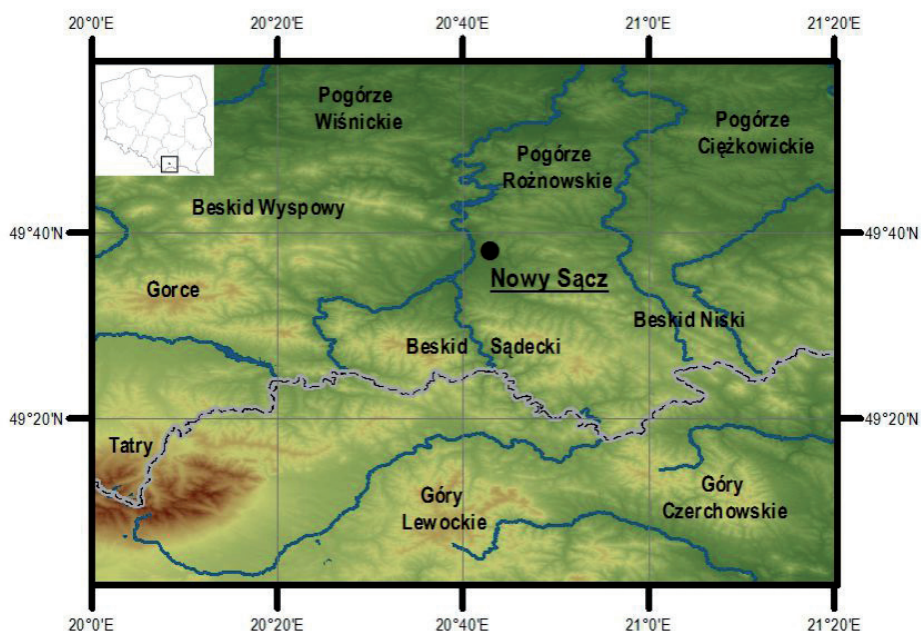 20°0'E 20°20'E 20°40'E 21°0'E 21°20'E
Pogórze
Wiśnickie
Pogórze
Ciężkowickie
Pogórze
Rożnowskie
Beskid Wyspowy
49°40'N 49°40'N
Nowy Sącz
Gorce
Beskid Niski
Beskid Sądecki
49°20'N 49°20'N
Tatry
Góry
Lewockie
Góry
Czerchowskie
20°0'E 20°20'E 20°40'E 21°0'E 21°20'E